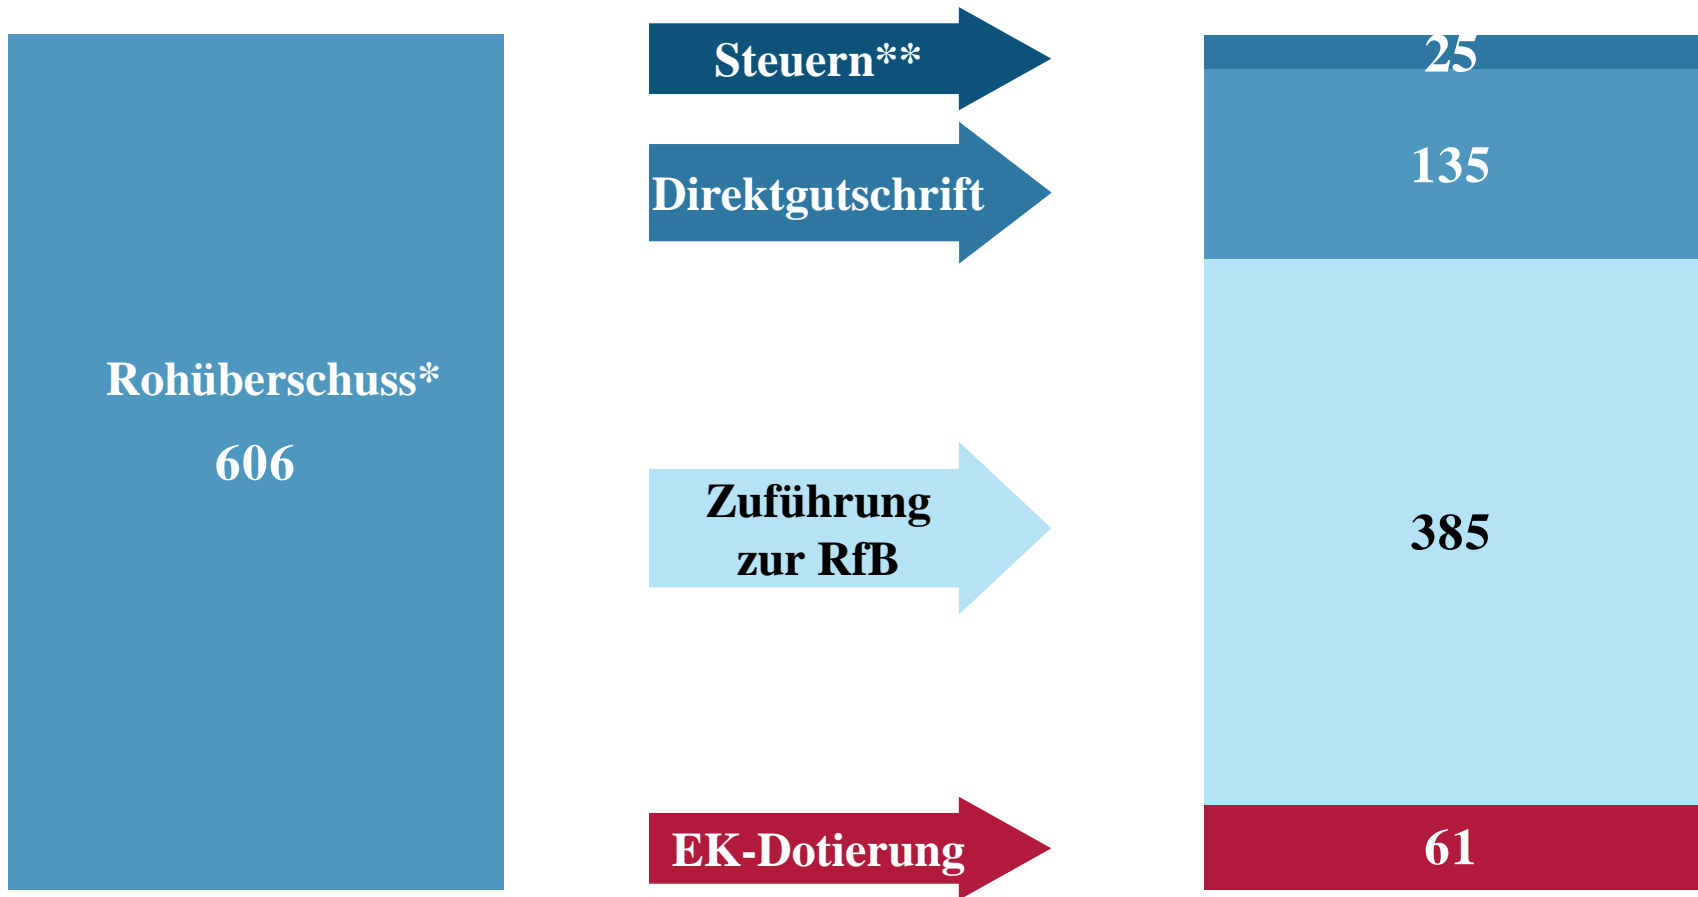 Rohüberschuss*
606
Steuern**
Direktgutschrift
Zuführung
zur RfB
EK-Dotierung
25
135
385
61